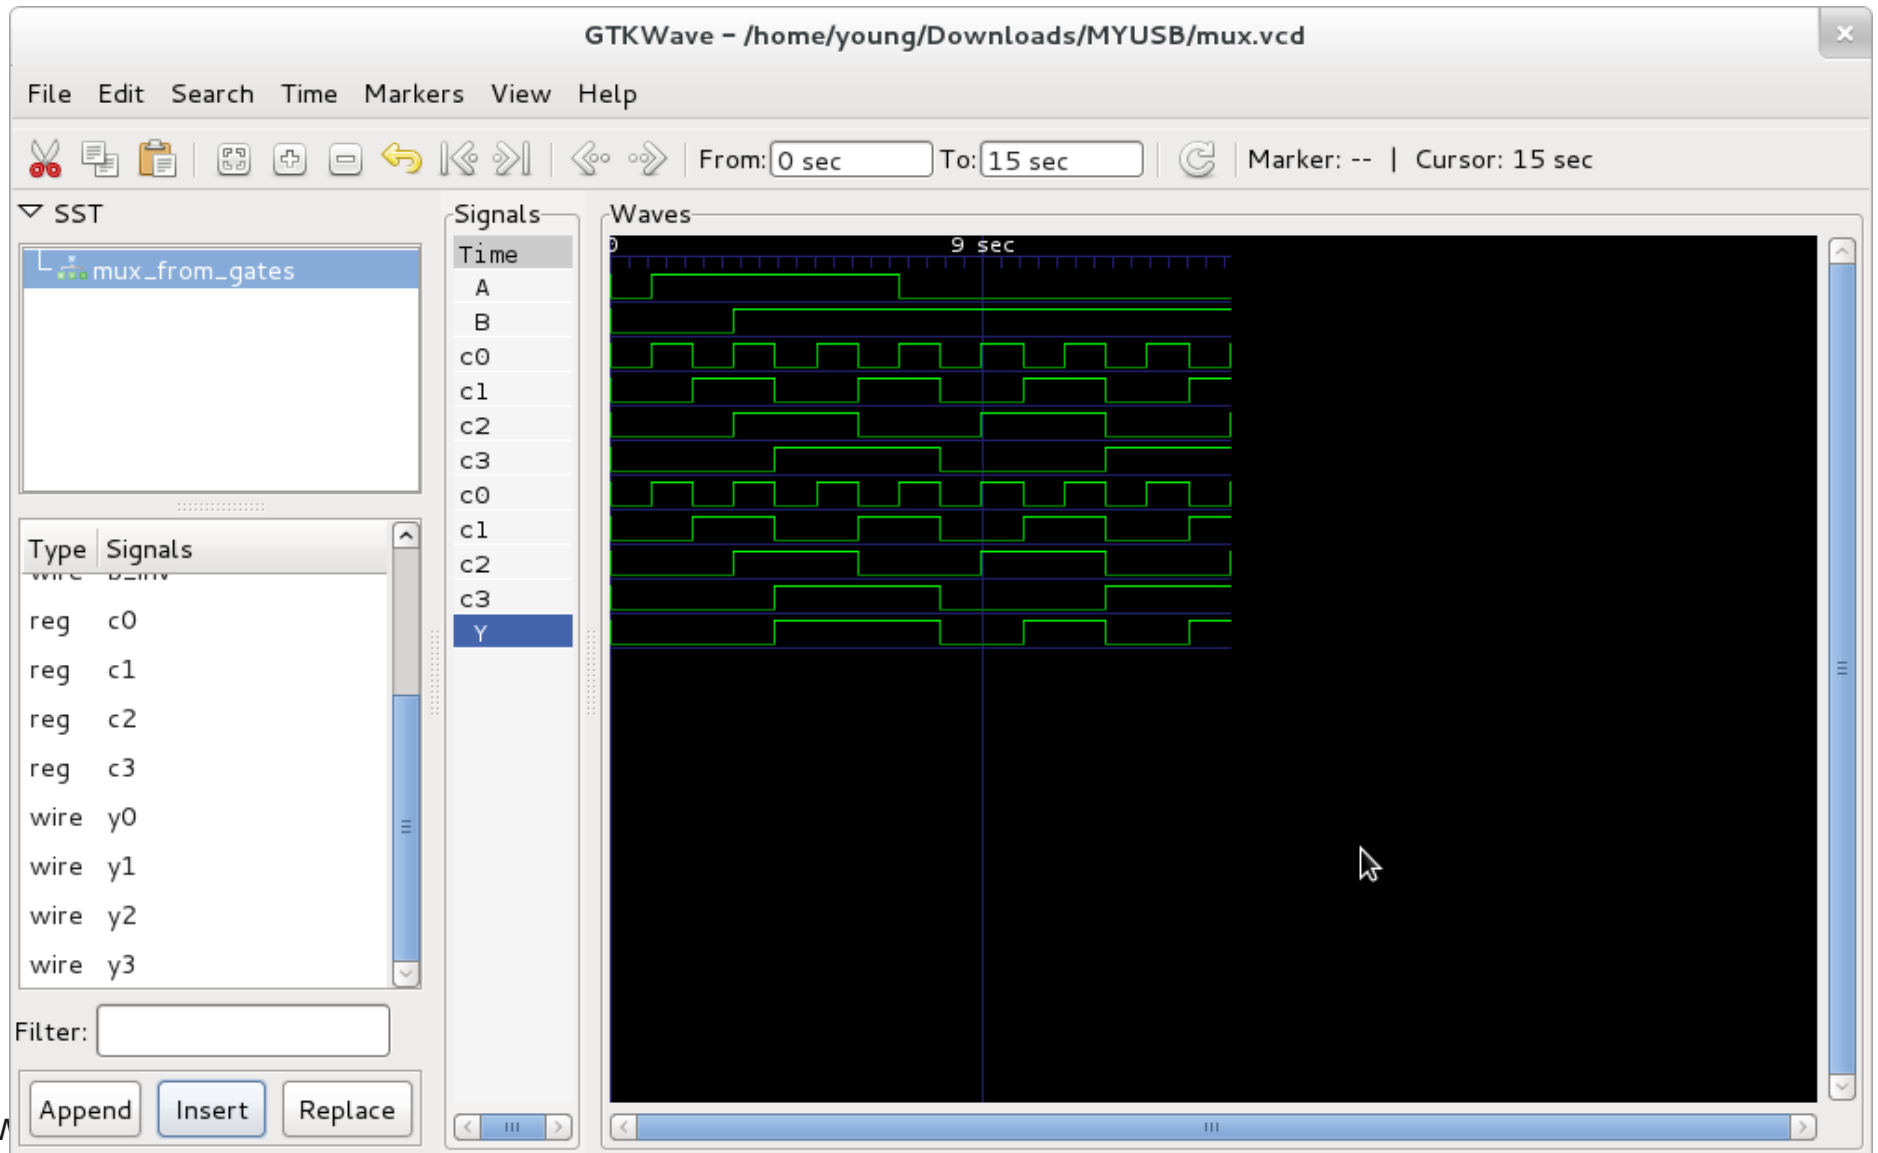 GTKWave – /home/young/Downloads/MYUSB/mux.vcd
File Edit Search Time Markers View Help
From: 0 sec To: 15 sec Marker: -- | Cursor: 15 sec
SST
mux_from_gates
Type Signals
reg c0
reg c1
reg c2
reg c3
wire y0
wire y1
wire y2
wire y3
Filter:
Append Insert Replace
Signals
Time
A
B
c0
c1
c2
c3
c0
c1
c2
c3
Y
Waves
0 9 sec